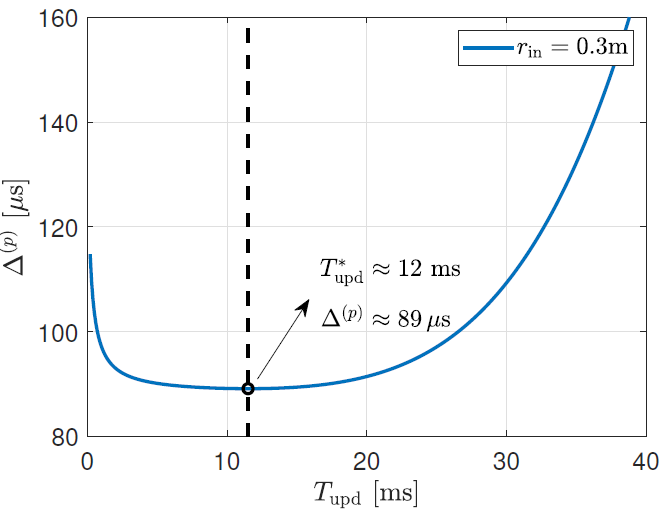 160
140
120
100
80
0
10
20
30
40
Δ^(p) [μs]
T_upd [ms]
r_in = 0.3m
T*_upd ≈ 12 ms
Δ^(p) ≈ 89 μs